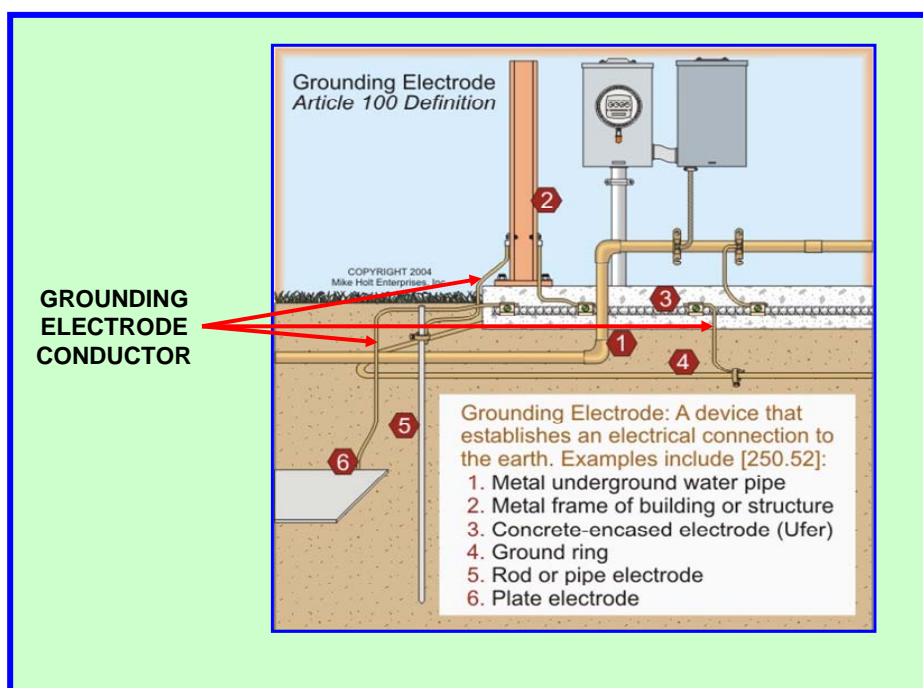 Grounding Electrode
Article 100 Definition
2
COPYRIGHT 2004
Mike Holt Enterprises, Inc.
GROUNDING
ELECTRODE
CONDUCTOR
3
1
4
5
6
Grounding Electrode: A device that
establishes an electrical connection to
the earth. Examples include [250.52]:
1. Metal underground water pipe
2. Metal frame of building or structure
3. Concrete-encased electrode (Ufer)
4. Ground ring
5. Rod or pipe electrode
6. Plate electrode